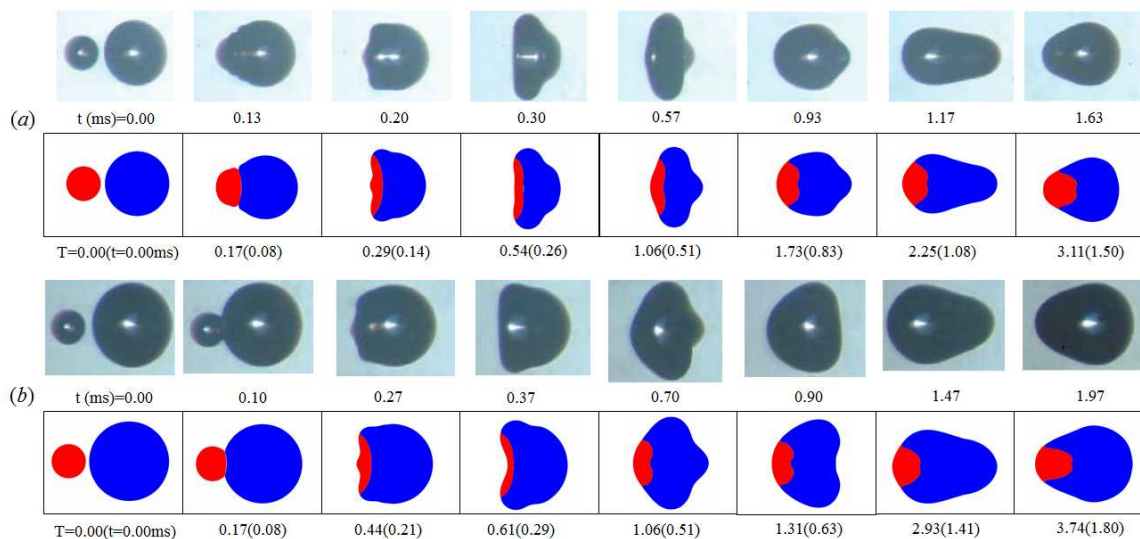 (a)
t (ms)=0.00 0.13 0.20 0.30 0.57 0.93 1.17 1.63
T=0.00(t=0.00ms) 0.17(0.08) 0.29(0.14) 0.54(0.26) 1.06(0.51) 1.73(0.83) 2.25(1.08) 3.11(1.50)
(b)
t (ms)=0.00 0.10 0.27 0.37 0.70 0.90 1.47 1.97
T=0.00(t=0.00ms) 0.17(0.08) 0.44(0.21) 0.61(0.29) 1.06(0.51) 1.31(0.63) 2.93(1.41) 3.74(1.80)